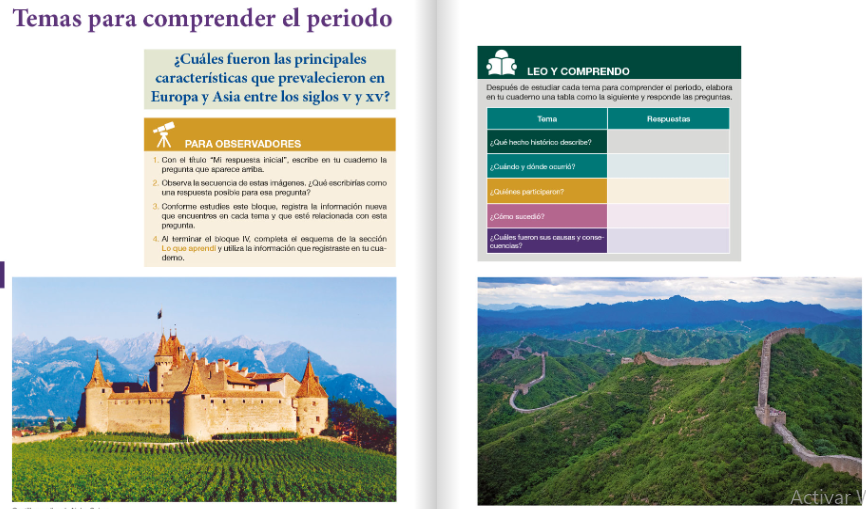 Temas para comprender el periodo
¿Cuáles fueron las principales
características que prevalecieron en
Europa y Asia entre los siglos V y XV?
PARA OBSERVADORES
1. Con el título "Mi respuesta inicial", escribe en tu cuaderno la
pregunta que aparece arriba.
2. Observa la secuencia de estas imágenes. ¿Qué escribirías como
una respuesta posible para esa pregunta?
3. Conforme estudies este bloque, registra la información nueva
que encuentres en cada tema y que esté relacionada con esta
pregunta.
4. Al terminar el bloque IV, completa el esquema de la sección
Lo que aprendí y utiliza la información que registraste en tu cua-
derno.
LEO Y COMPRENDO
Después de estudiar cada tema para comprender el periodo, elabora
en tu cuaderno una tabla como la siguiente y responde las preguntas.
Tema Respuestas
¿Qué hecho histórico describe?
¿Cuándo y dónde ocurrió?
¿Quiénes participaron?
¿Cómo sucedió?
¿Cuáles fueron sus causas y conse-
cuencias?
Activar